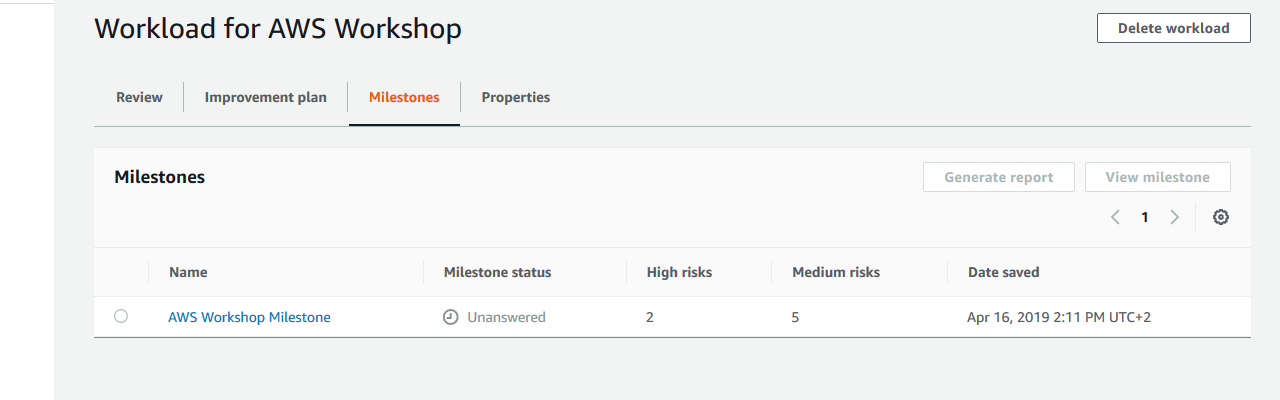 Workload for AWS Workshop
Delete workload
Review
Improvement plan
Milestones
Properties
Milestones
Generate report
View milestone
1
Name
Milestone status
High risks
Medium risks
Date saved
AWS Workshop Milestone
Unanswered
2
5
Apr 16, 2019 2:11 PM UTC+2